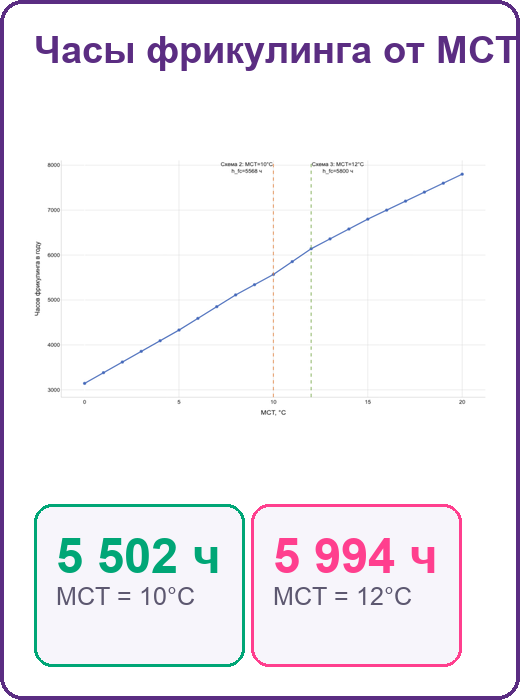 Часы фрикулинга от МСТ
Схема 2: МСТ=10°C
h_fc=5568 ч
Схема 3: МСТ=12°C
h_fc=5800 ч
8000
7000
6000
5000
4000
3000
Часов фрикулинга в году
0 5 10 15 20
МСТ, °C
5 502 ч
МСТ = 10°C
5 994 ч
МСТ = 12°C